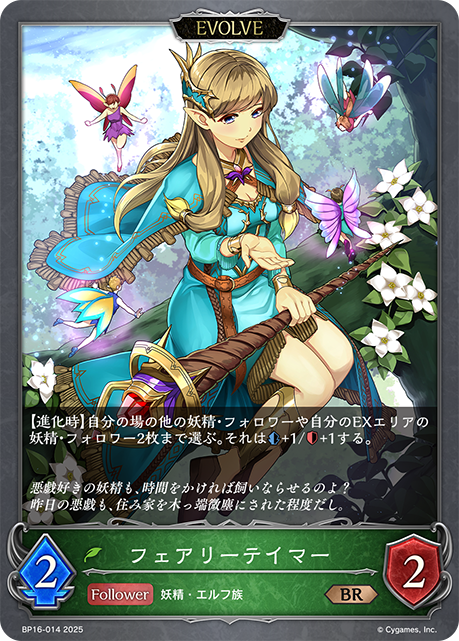 EVOLVE
【進化時】自分の場の他の妖精・フォロワーや自分のEXエリアの
妖精・フォロワー2枚まで選ぶ。それは+1/+1する。
悪戯好きの妖精も、時間をかければ飼いならせるのよ?
昨日の悪戯も、住み家を木っ端微塵にされた程度だし。
フェアリーテイマー
2
Follower
妖精・エルフ族
BR
2
BP16-014 2025
© Cygames, Inc.